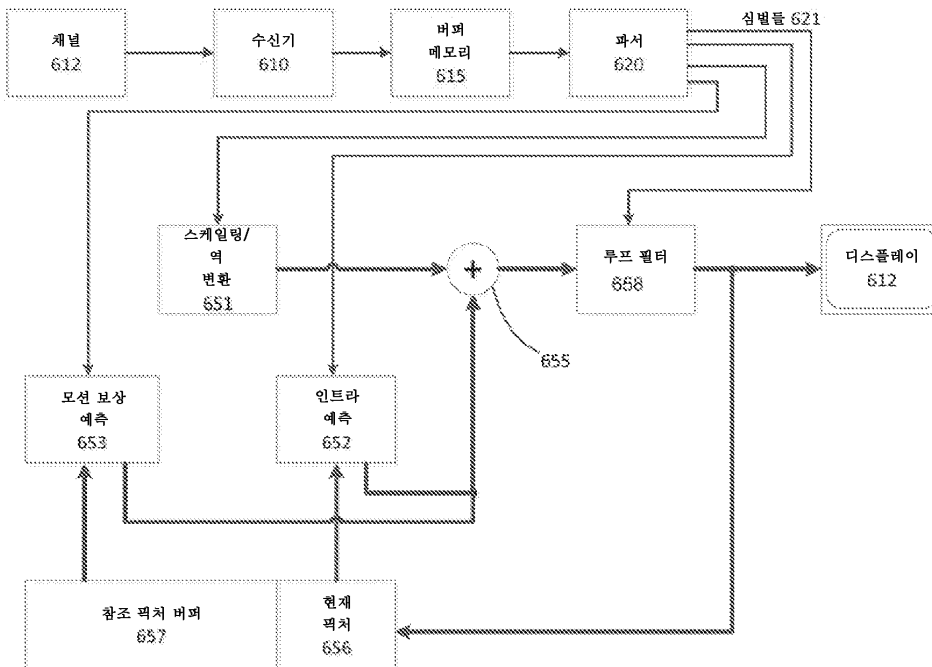 채널
612
수신기
610
버퍼
메모리
615
파서
620
심벌들 621
스케일링/
역
변환
651
+
루프 필터
658
디스플레이
612
655
모션 보상
예측
653
인트라
예측
652
참조 픽처 버퍼
657
현재
픽처
656